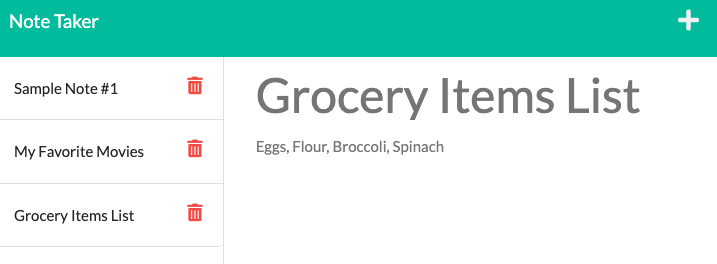 Note Taker
Sample Note #1
My Favorite Movies
Grocery Items List
Grocery Items List
Eggs, Flour, Broccoli, Spinach